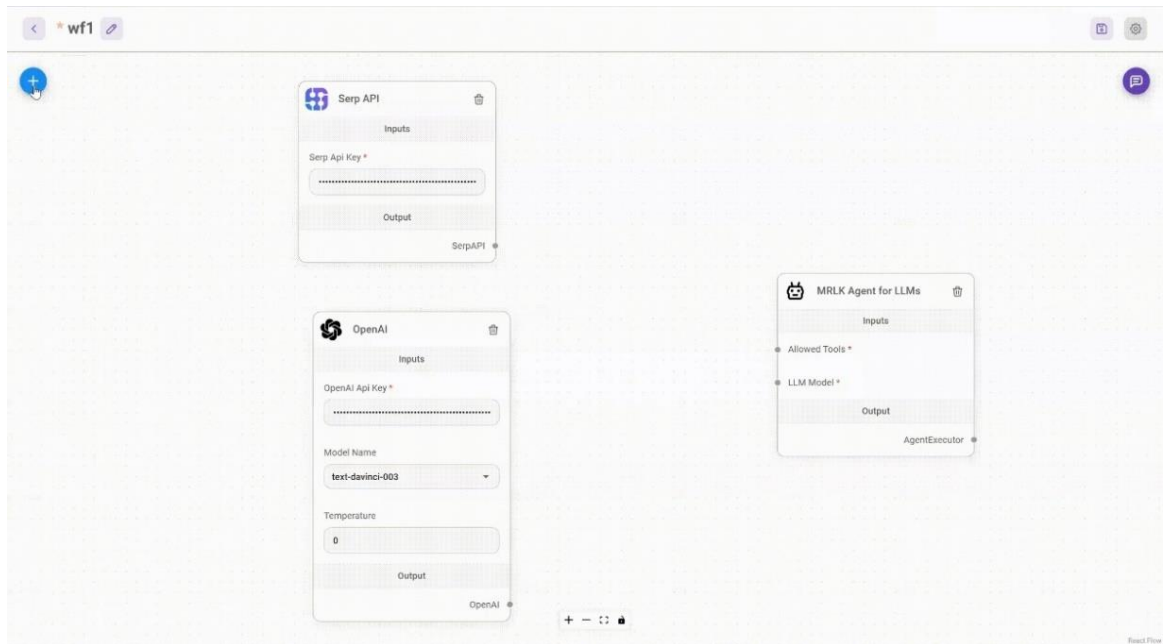 * wf1
Serp API
Inputs
Serp Api Key *
Output
SerpAPI
OpenAI
Inputs
OpenAI Api Key *
Model Name
text-davinci-003
Temperature
0
Output
OpenAI
MRLK Agent for LLMs
Inputs
Allowed Tools *
LLM Model *
Output
AgentExecutor
React Flow